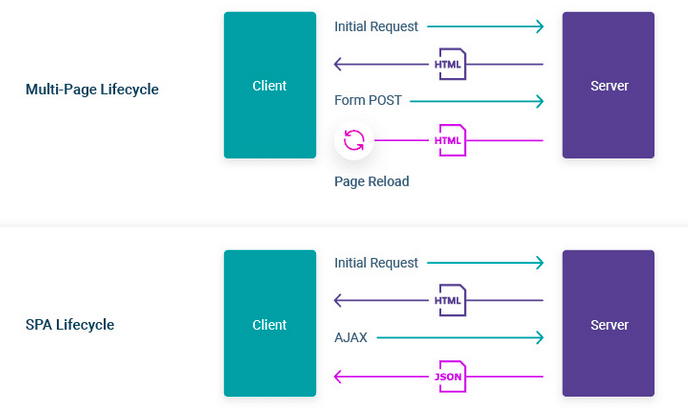 Multi-Page Lifecycle
Client
Initial Request
HTML
Form POST
HTML
Page Reload
Server
SPA Lifecycle
Client
Initial Request
HTML
AJAX
JSON
Server